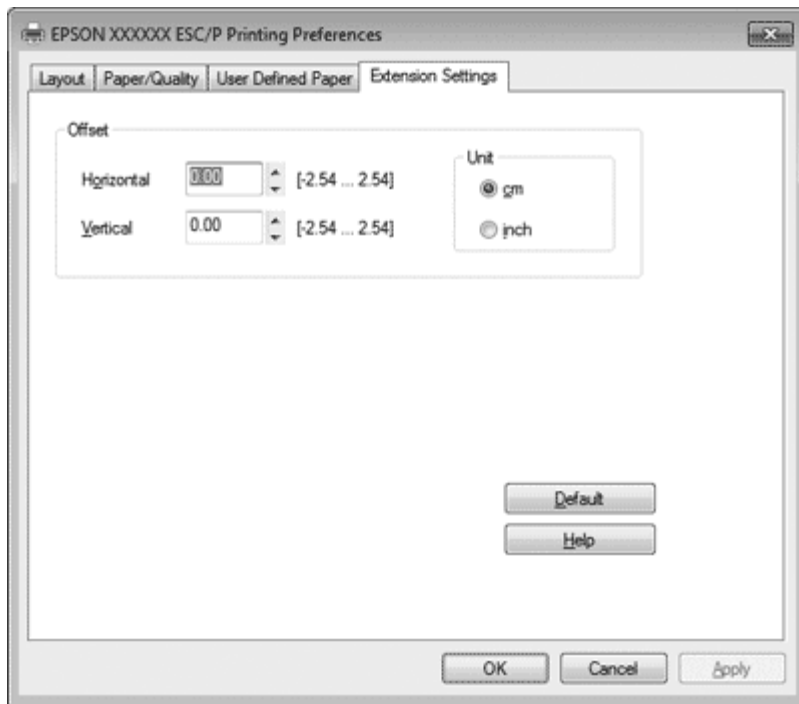 EPSON XXXXXX ESC/P Printing Preferences
Layout Paper/Quality User Defined Paper Extension Settings
Offset
Horizontal 0.00 [-2.54 ... 2.54]
Vertical 0.00 [-2.54 ... 2.54]
Unit
cm
inch
Default
Help
OK Cancel Apply